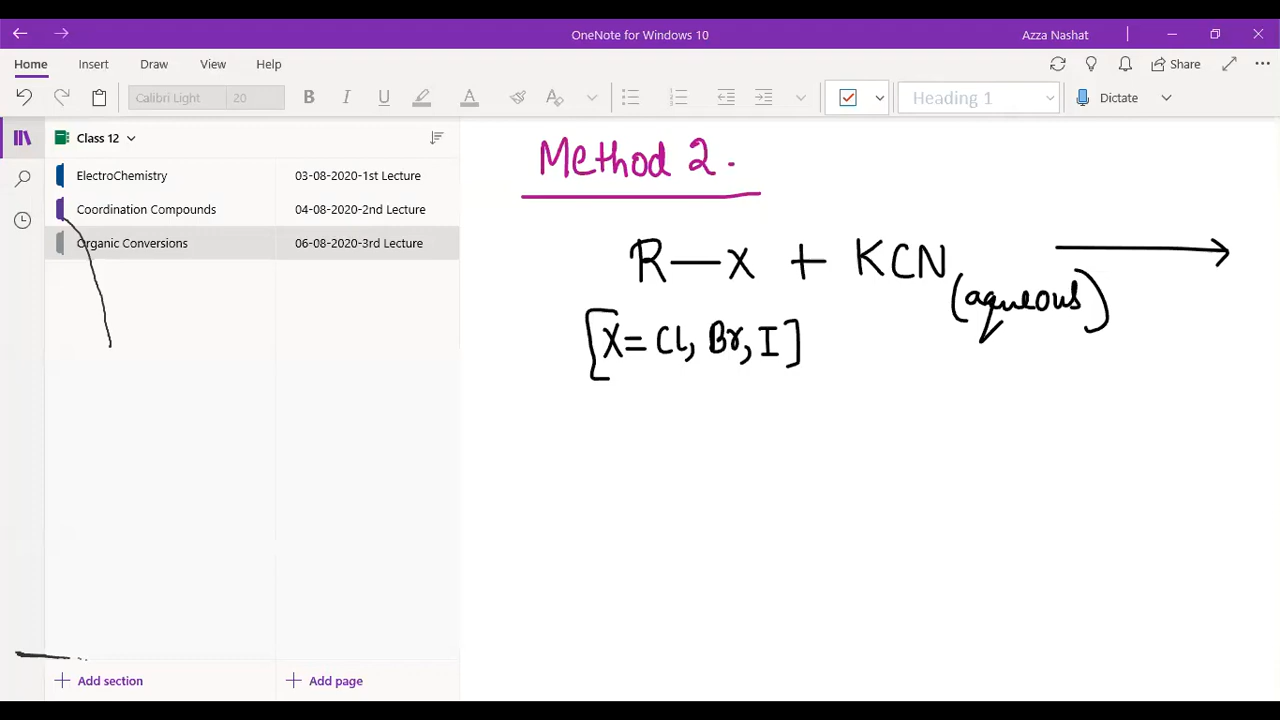 OneNote for Windows 10
Azza Nashat
Home Insert Draw View Help
Share
Calibri Light 20
B I U A
Heading 1
Dictate
Class 12
ElectroChemistry
03-08-2020-1st Lecture
Coordination Compounds
04-08-2020-2nd Lecture
Organic Conversions
06-08-2020-3rd Lecture
Method 2.
R—X + KCN (aqueous) →
[X= Cl, Br, I]
Add section
Add page